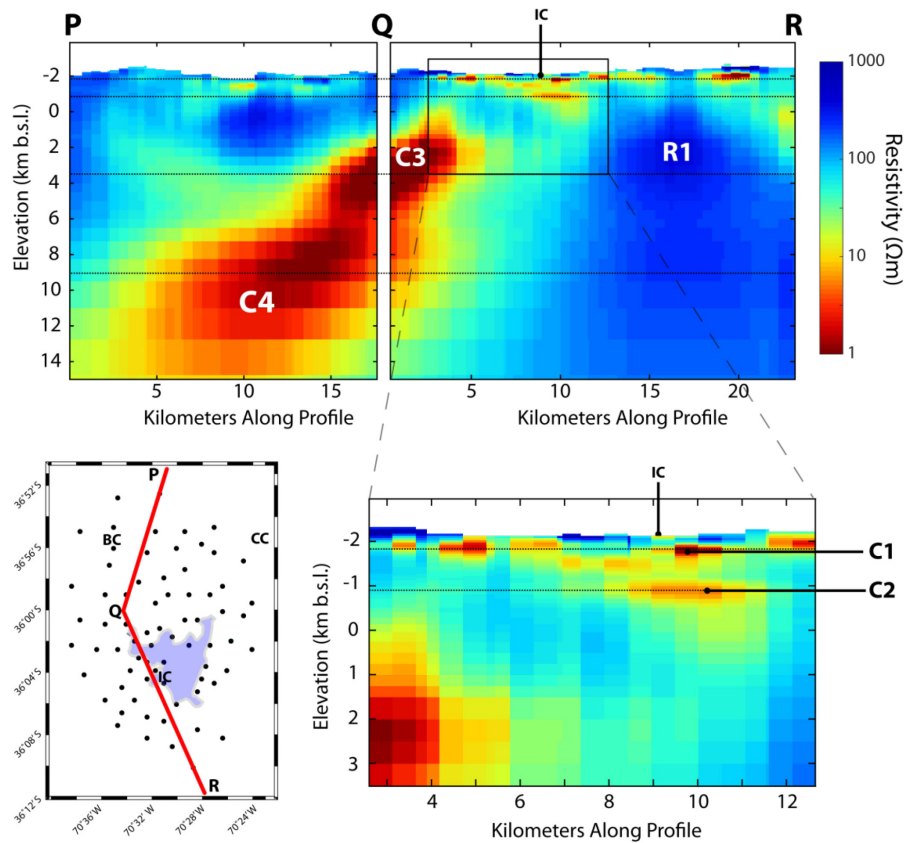 P
Q
IC
R
-2
0
2
4
6
8
10
12
14
Elevation (km b.s.l.)
C3
C4
R1
5
10
15
5
10
15
20
Kilometers Along Profile
Kilometers Along Profile
1000
100
10
1
Resistivity (Ωm)
36°52'S
36°56'S
36°00'S
36°04'S
36°08'S
36°12'S
P
BC
CC
Q
IC
R
70°36'W
70°32'W
70°28'W
70°24'W
IC
-2
-1
0
1
2
3
Elevation (km b.s.l.)
C1
C2
4
6
8
10
12
Kilometers Along Profile